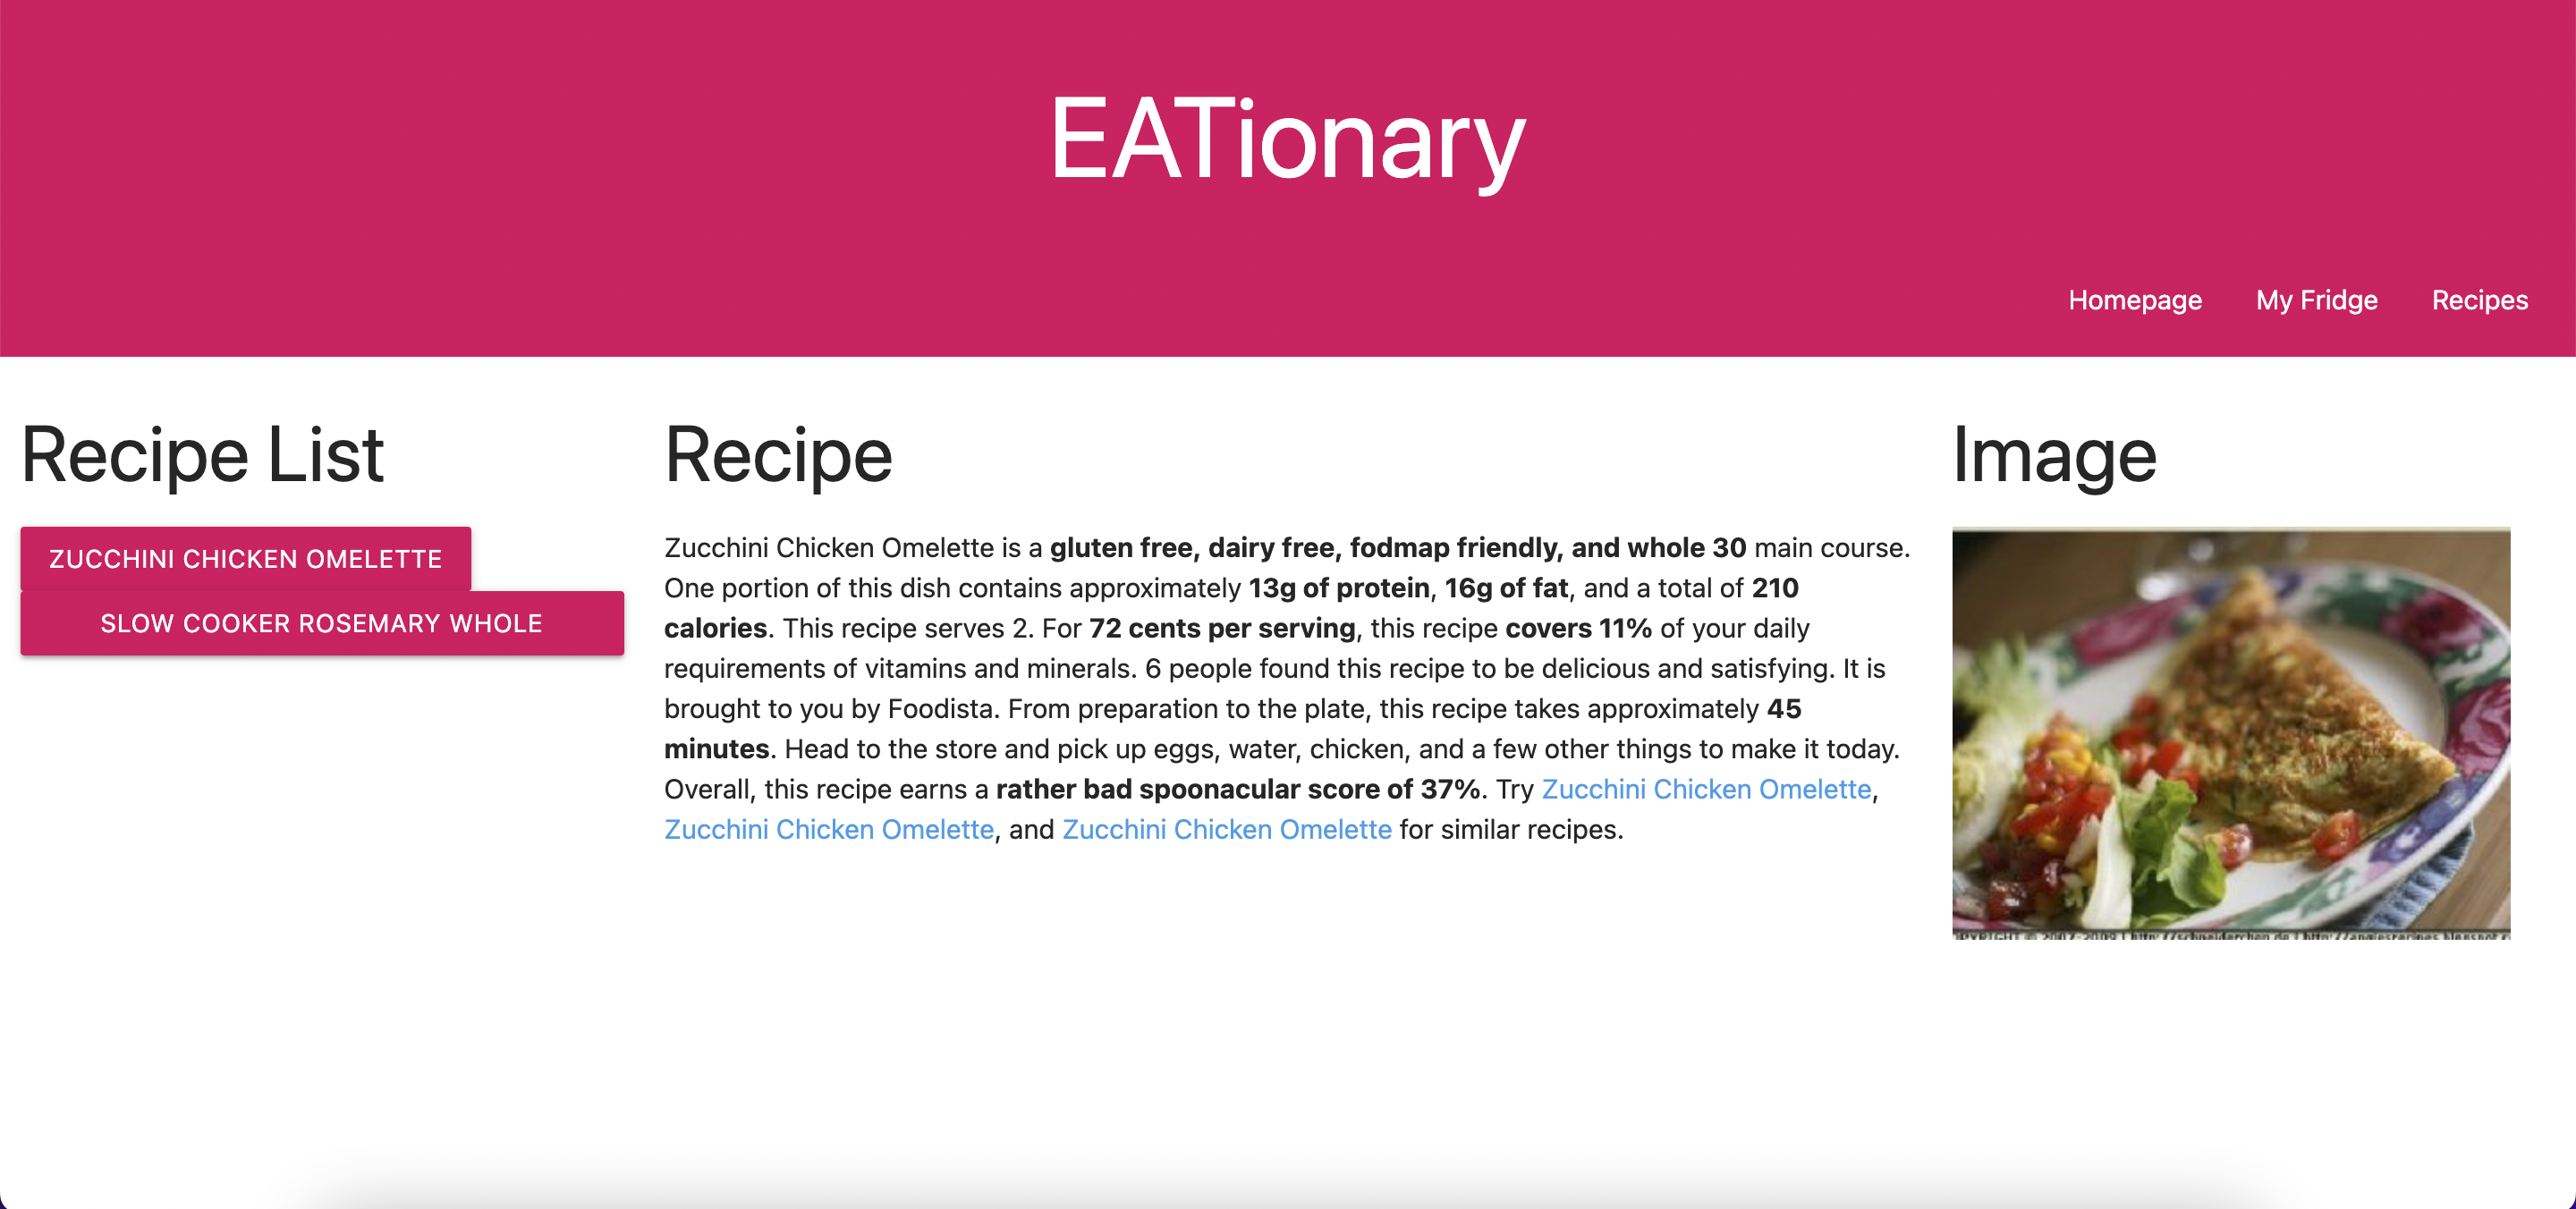 EATionary
Homepage My Fridge Recipes
Recipe List
ZUCCHINI CHICKEN OMELETTE
SLOW COOKER ROSEMARY WHOLE
Recipe
Zucchini Chicken Omelette is a gluten free, dairy free, fodmap friendly, and whole 30 main course.
One portion of this dish contains approximately 13g of protein, 16g of fat, and a total of 210
calories. This recipe serves 2. For 72 cents per serving, this recipe covers 11% of your daily
requirements of vitamins and minerals. 6 people found this recipe to be delicious and satisfying. It is
brought to you by Foodista. From preparation to the plate, this recipe takes approximately 45
minutes. Head to the store and pick up eggs, water, chicken, and a few other things to make it today.
Overall, this recipe earns a rather bad spoonacular score of 37%. Try Zucchini Chicken Omelette,
Zucchini Chicken Omelette, and Zucchini Chicken Omelette for similar recipes.
Image